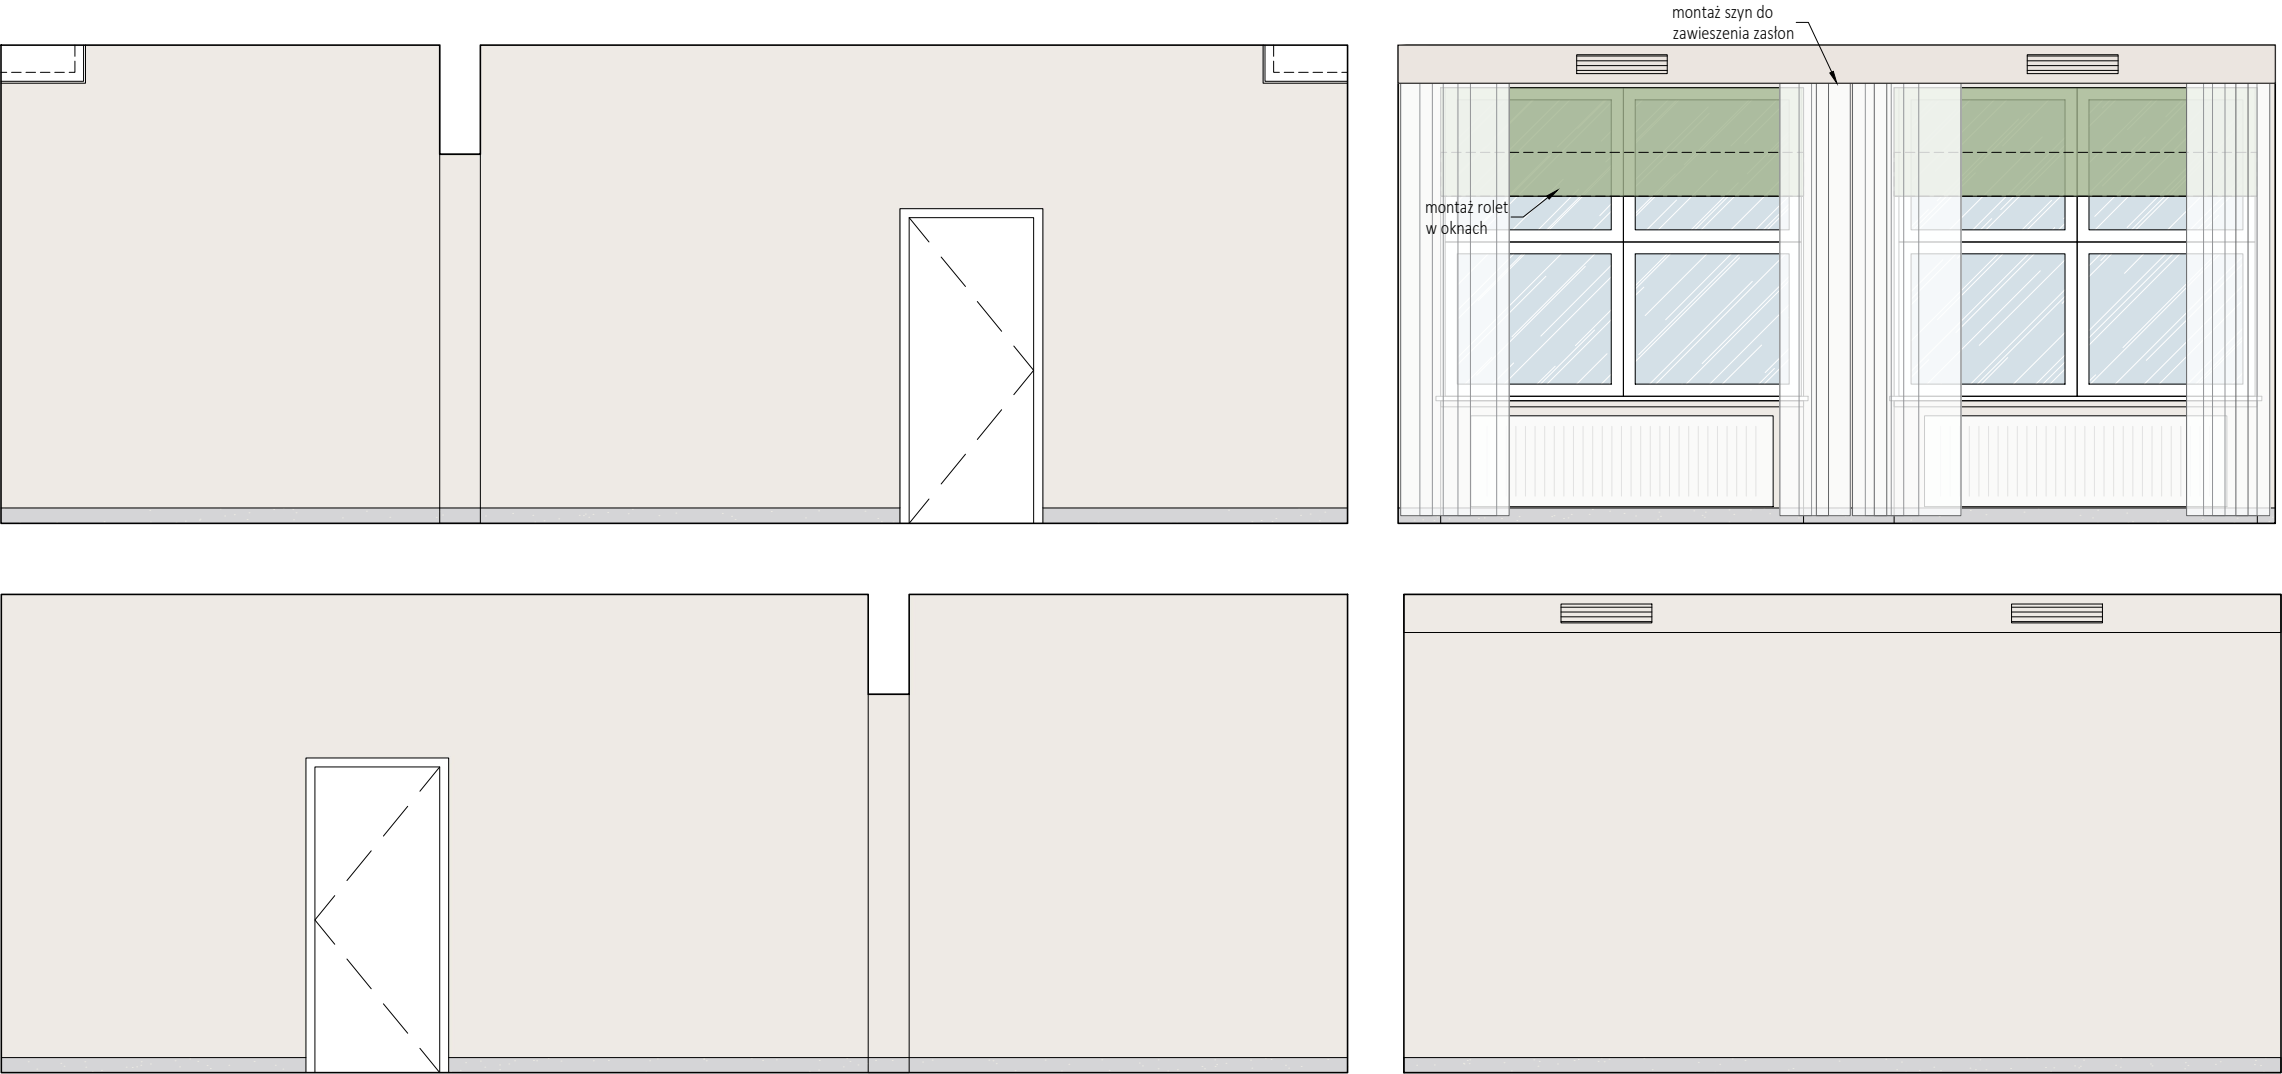 montaż szyn do
zawieszenia zasłon
montaż rolet
w oknach